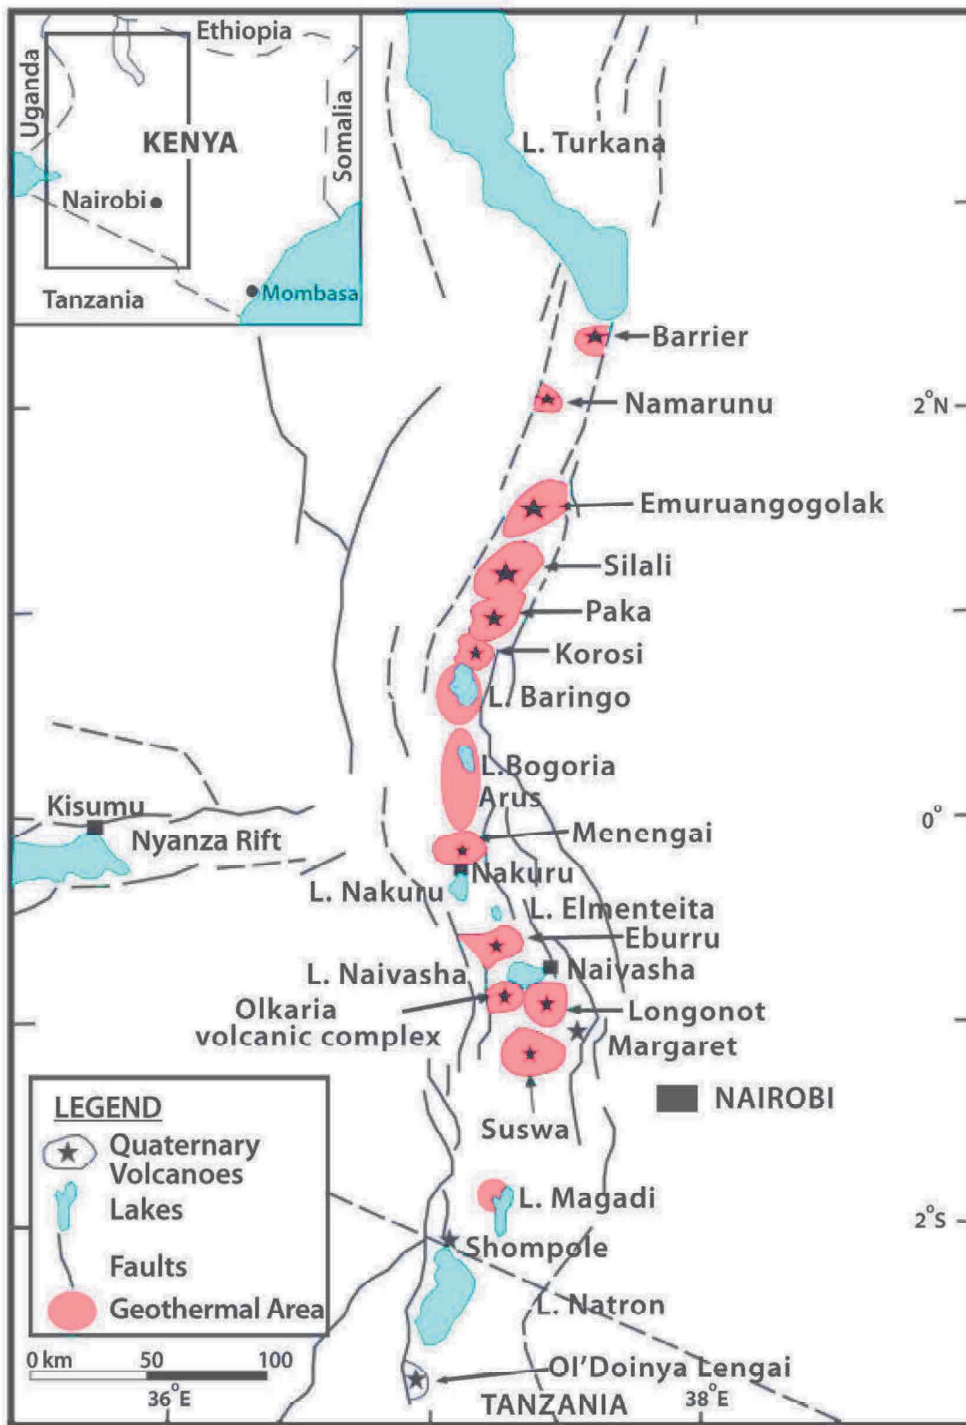 Ethiopia
Uganda
KENYA
Somalia
Nairobi
Tanzania
Mombasa
L. Turkana
Barrier
Namarunu
2°N
Emuruangogolak
Silali
Paka
Korosi
L. Baringo
L.Bogoria
Arus
Kisumu
Nyanza Rift
Menengai
0°
Nakuru
L. Nakuru
L. Elmenteita
Eburru
L. Naivasha
Naivasha
Olkaria
volcanic complex
Longonot
Margaret
NAIROBI
Suswa
LEGEND
Quaternary
Volcanoes
Lakes
Faults
Geothermal Area
L. Magadi
2°S
Shompole
L. Natron
0 km 50 100
Ol'Doinya Lengai
36°E
TANZANIA
38°E